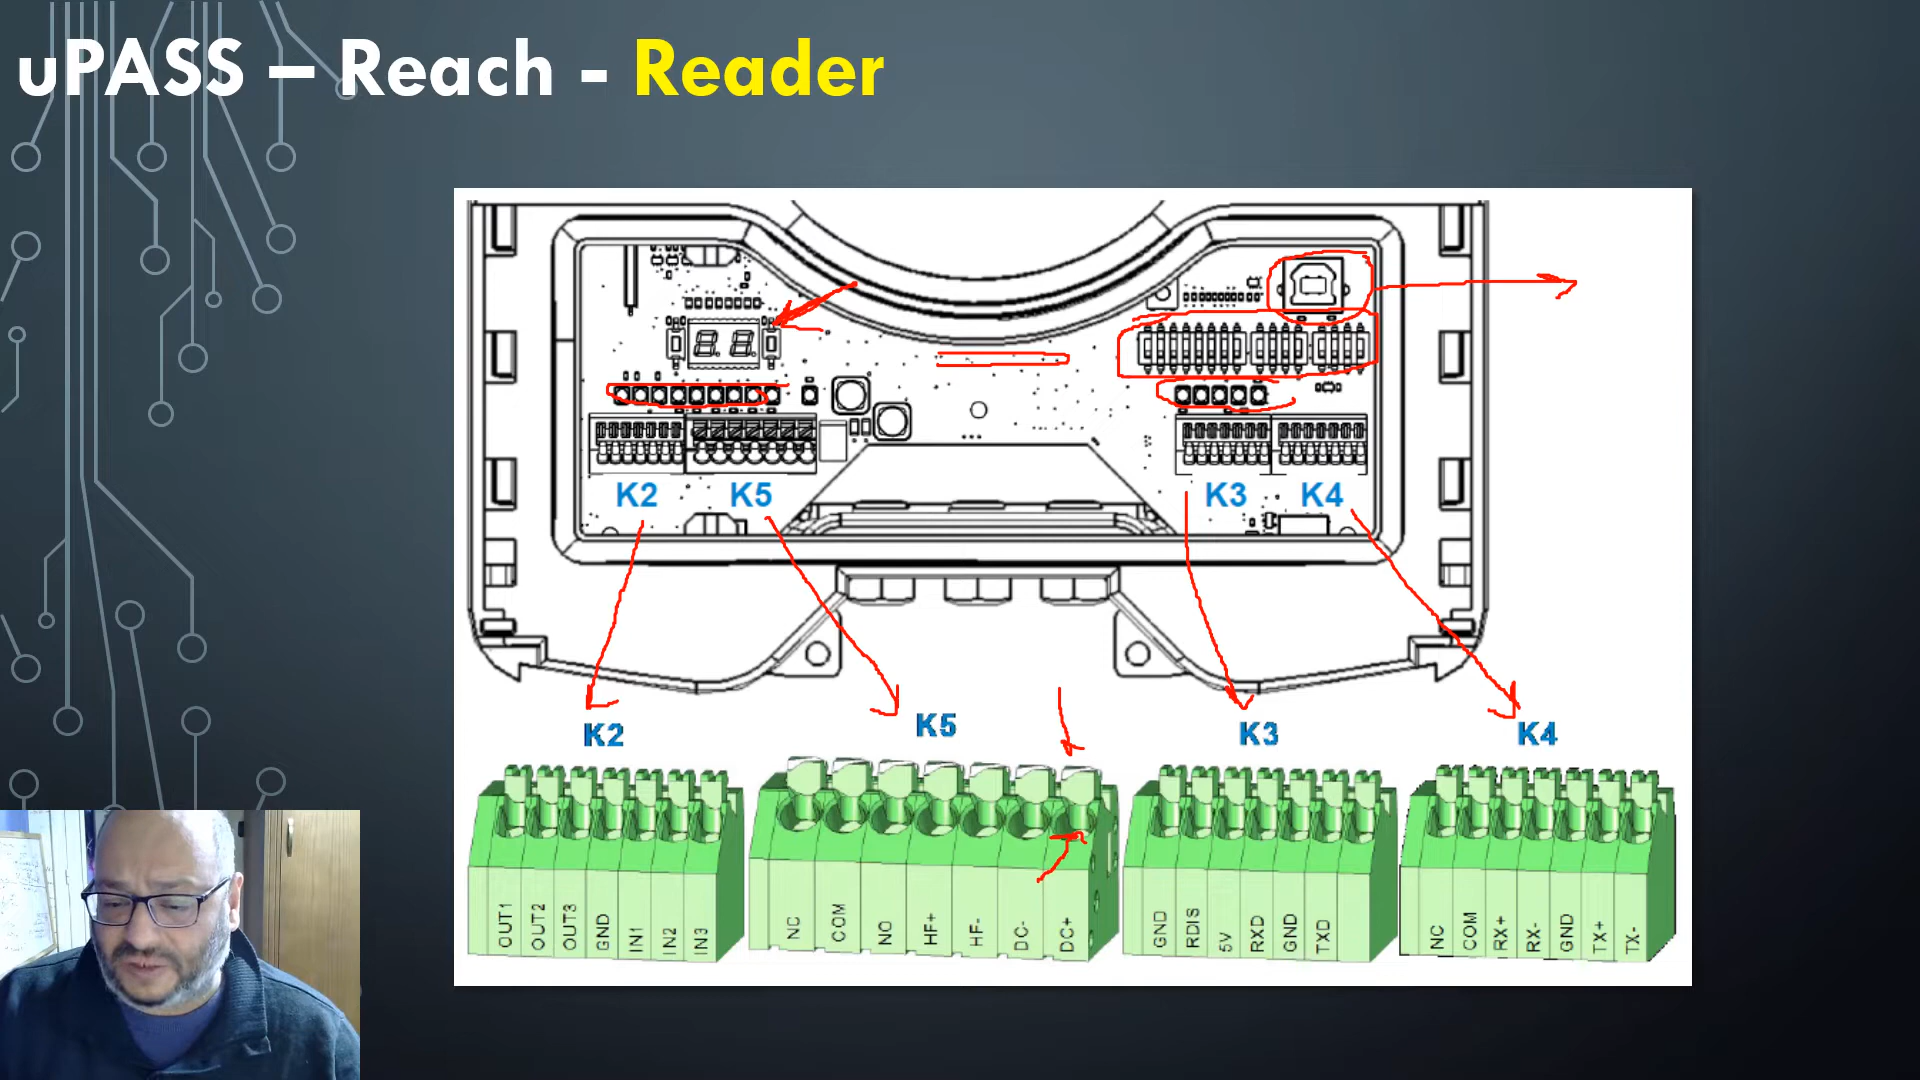 uPASS – Reach - Reader
8.8.
K2 K5 K3 K4
K2 K5 K3 K4
OUT1 OUT2 OUT3 GND IN1 IN2 IN3
NC COM NO HF+ HF- DC- DC+
GND RDIS 5V RXD GND TXD
NC COM RX+ RX- GND TX+ TX-